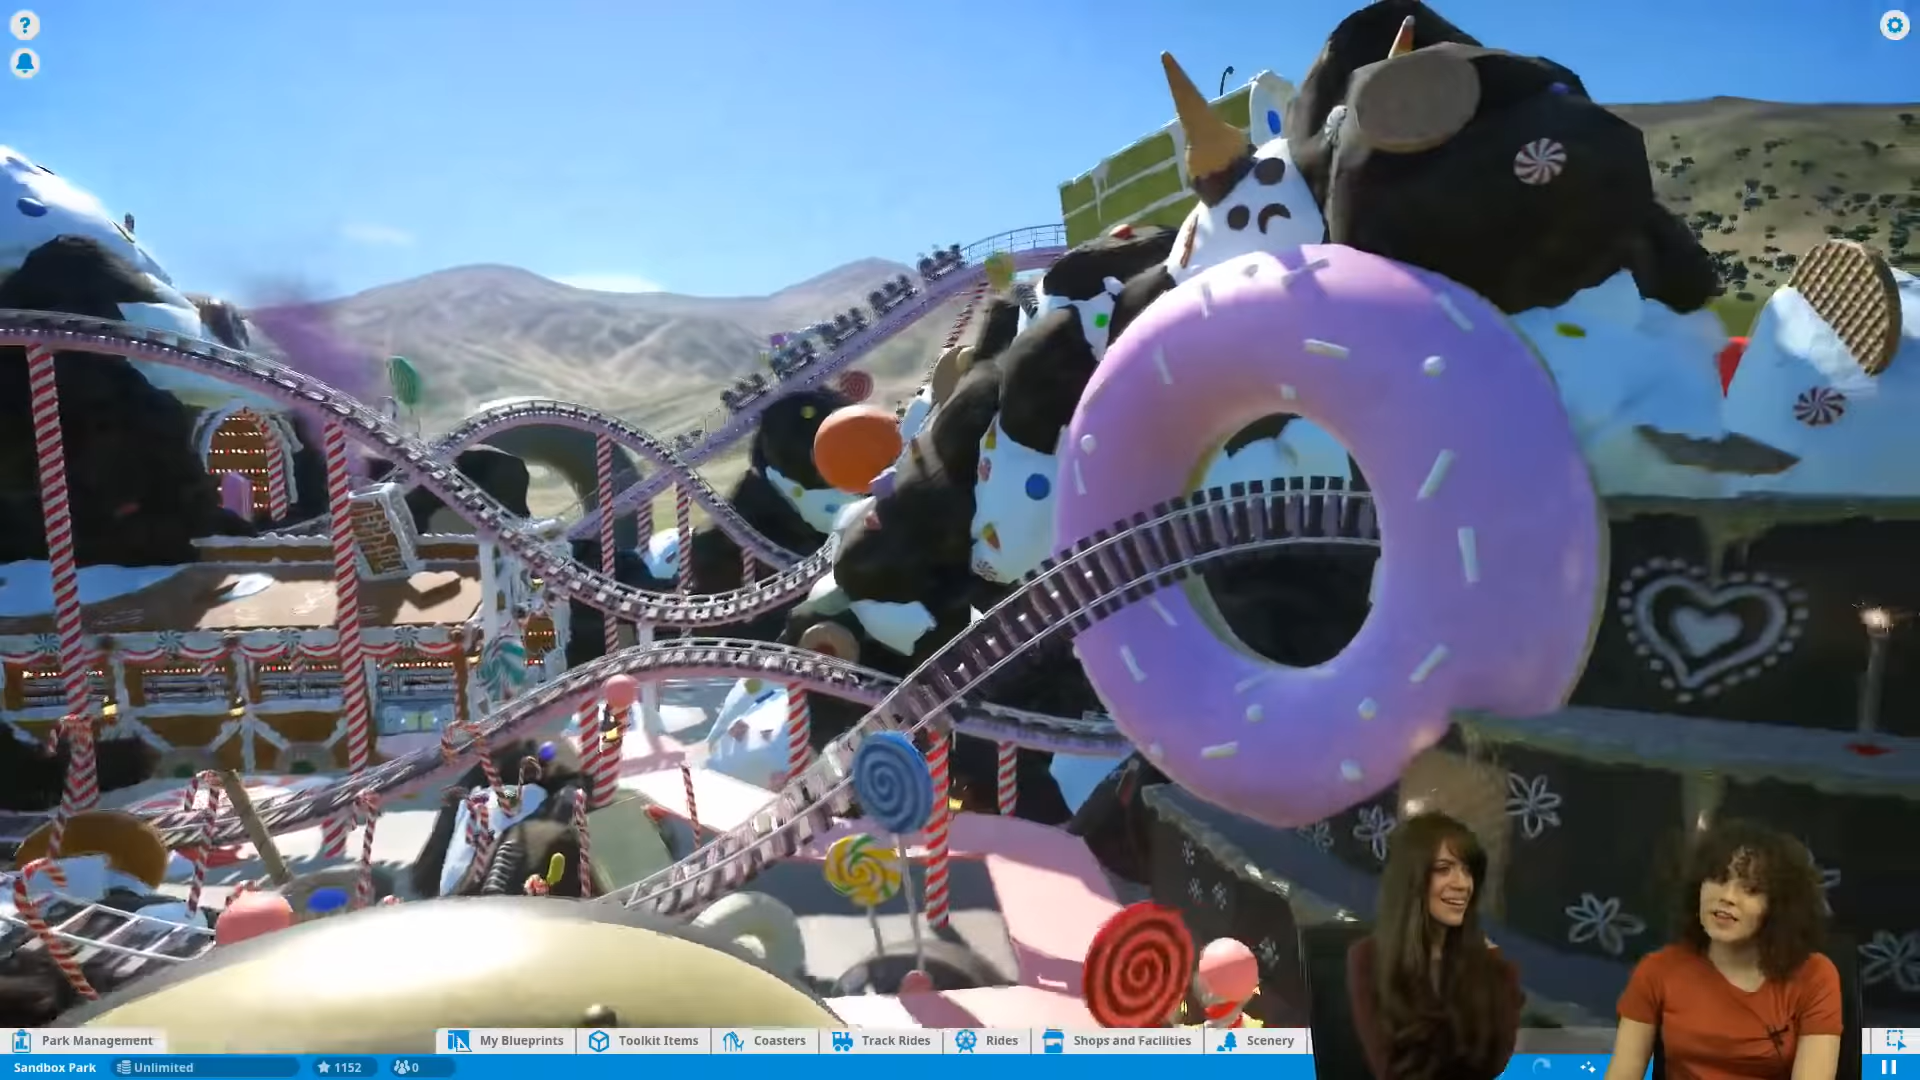 ?
Park Management
My Blueprints
Toolkit Items
Coasters
Track Rides
Rides
Shops and Facilities
Scenery
Sandbox Park
Unlimited
1152
0